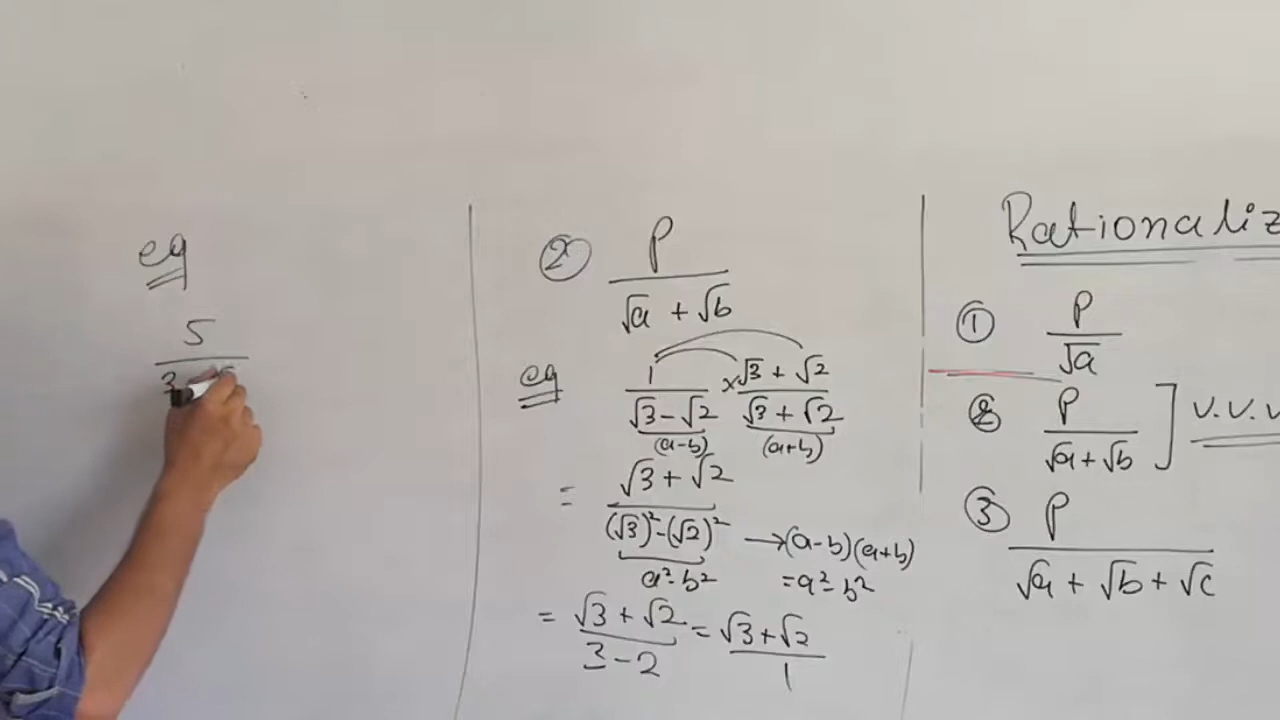 eg
5
3
② P
√a + √b
eg 1 × √3 + √2
√3 - √2 √3 + √2
(a-b) (a+b)
= √3 + √2
(√3)² - (√2)² → (a-b)(a+b)
a² - b² = a² - b²
= √3 + √2 = √3 + √2
3 - 2 1
Rationaliz
① P
√a
② P
√a + √b ] V.V.V
③ P
√a + √b + √c